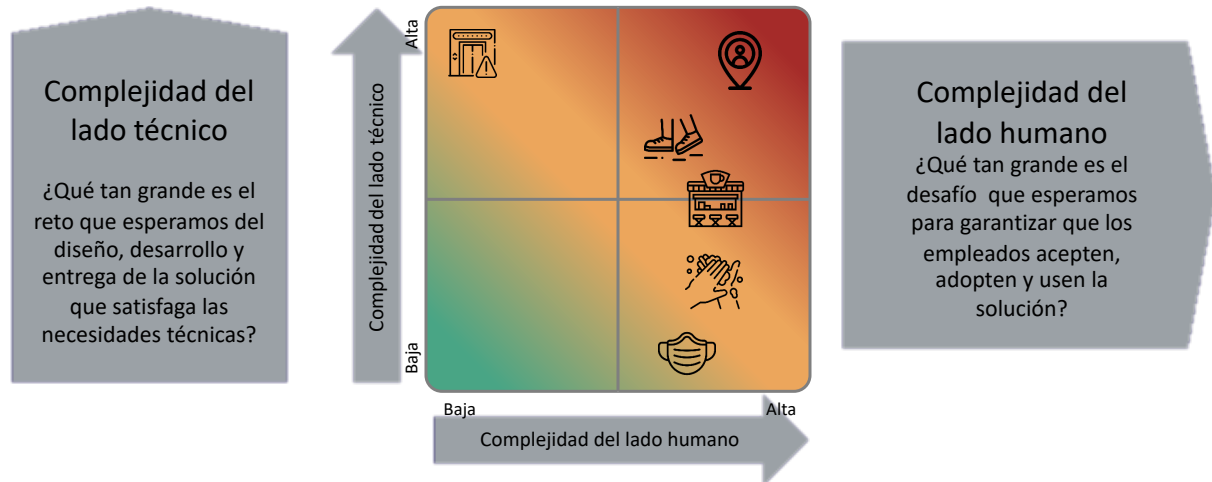 Complejidad del
lado técnico
¿Qué tan grande es el
reto que esperamos del
diseño, desarrollo y
entrega de la solución
que satisfaga las
necesidades técnicas?
Complejidad del lado técnico
Alta
Baja
Baja
Alta
Complejidad del lado humano
Complejidad del
lado humano
¿Qué tan grande es el
desafío que esperamos
para garantizar que los
empleados acepten,
adopten y usen la
solución?